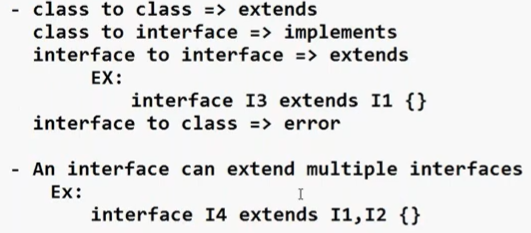 - class to class => extends
class to interface => implements
interface to interface => extends
EX:
interface I3 extends I1 {}
interface to class => error
- An interface can extend multiple interfaces
Ex:
interface I4 extends I1,I2 {}